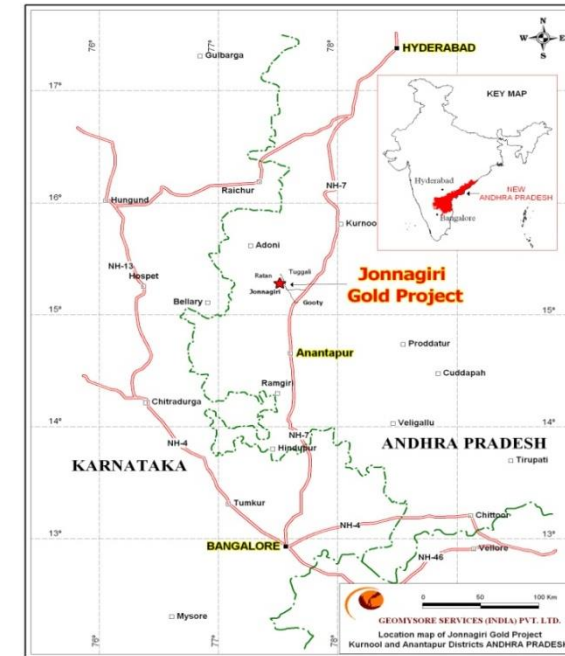 76°
77°
78°
N
W
E
S
HYDERABAD
Gulbarga
17°
KEY MAP
Hyderabad
NEW
ANDHRA PRADESH
Bangalore
NH-7
Raichur
16°
Hungund
Kurnool
Adoni
NH-13
Hospet
Ratan
Tuggali
Jonnagiri
Jonnagiri
Gold Project
Gooty
Bellary
15°
15°
Anantapur
Proddatur
Cuddapah
Ramgiri
Chitradurga
14°
14°
Veligallu
NH-4
NH-7
KARNATAKA
Hindupur
ANDHRA PRADESH
Tirupati
Tumkur
Chittoor
13°
13°
BANGALORE
NH-4
NH-46
Vellore
Mysore
0
50
100 Km
GEOMYSORE SERVICES (INDIA) PVT. LTD.
Location map of Jonnagiri Gold Project
Kurnool and Anantapur Districts ANDHRA PRADESH
76°
77°
78°